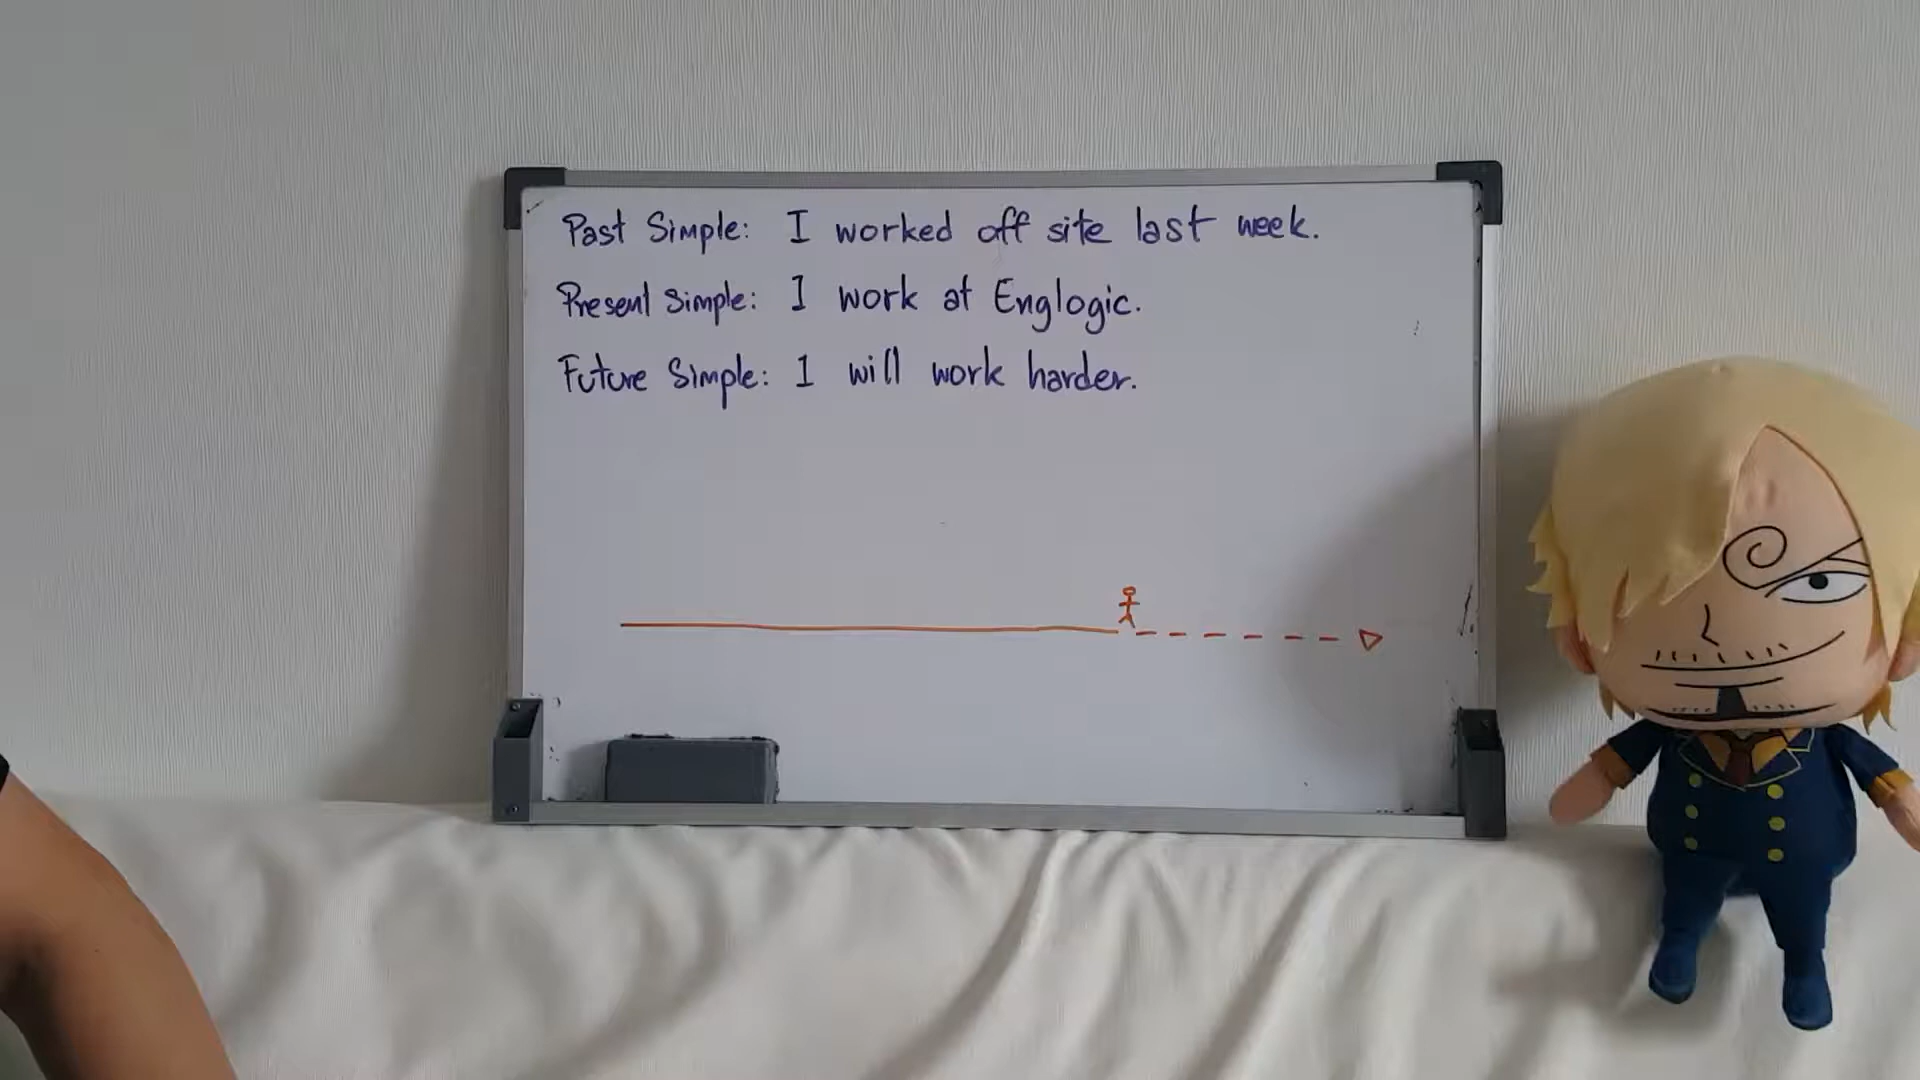 Past Simple: I worked off site last week.
Present Simple: I work at Englogic.
Future Simple: I will work harder.